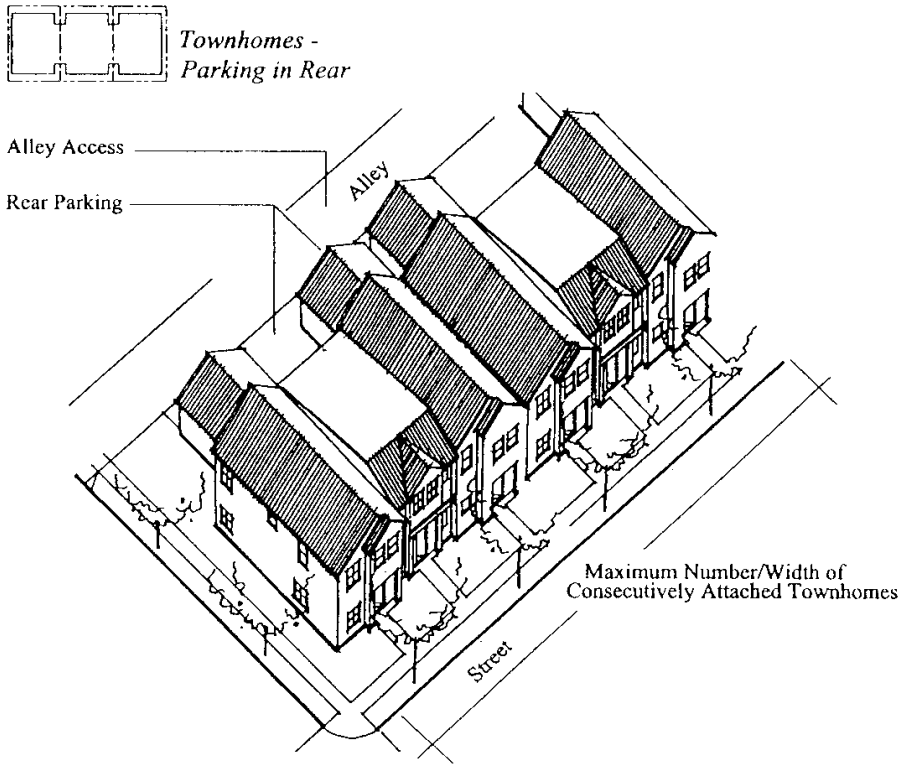 Townhomes -
Parking in Rear
Alley Access
Alley
Rear Parking
Maximum Number/Width of
Consecutively Attached Townhomes
Street